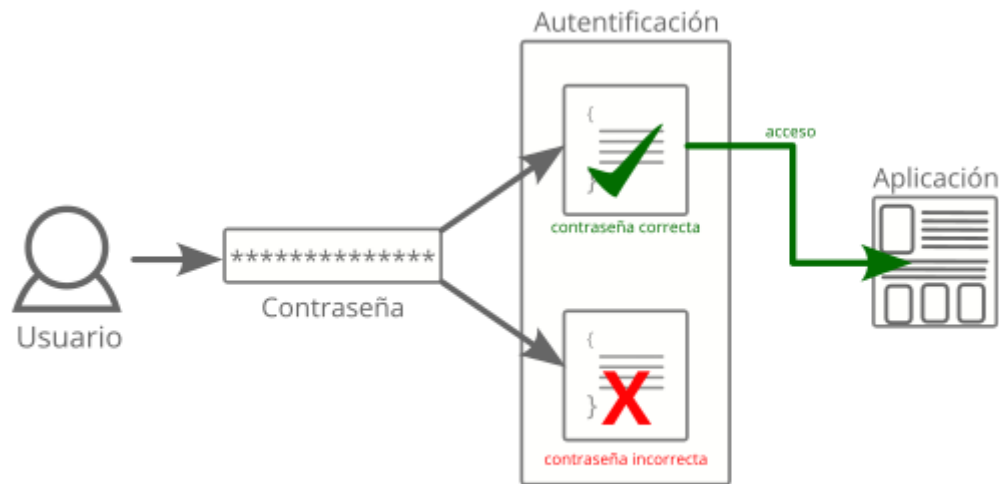 Autentificación
{
}
acceso
Aplicación
contraseña correcta
**************
Contraseña
Usuario
{
}
X
contraseña incorrecta